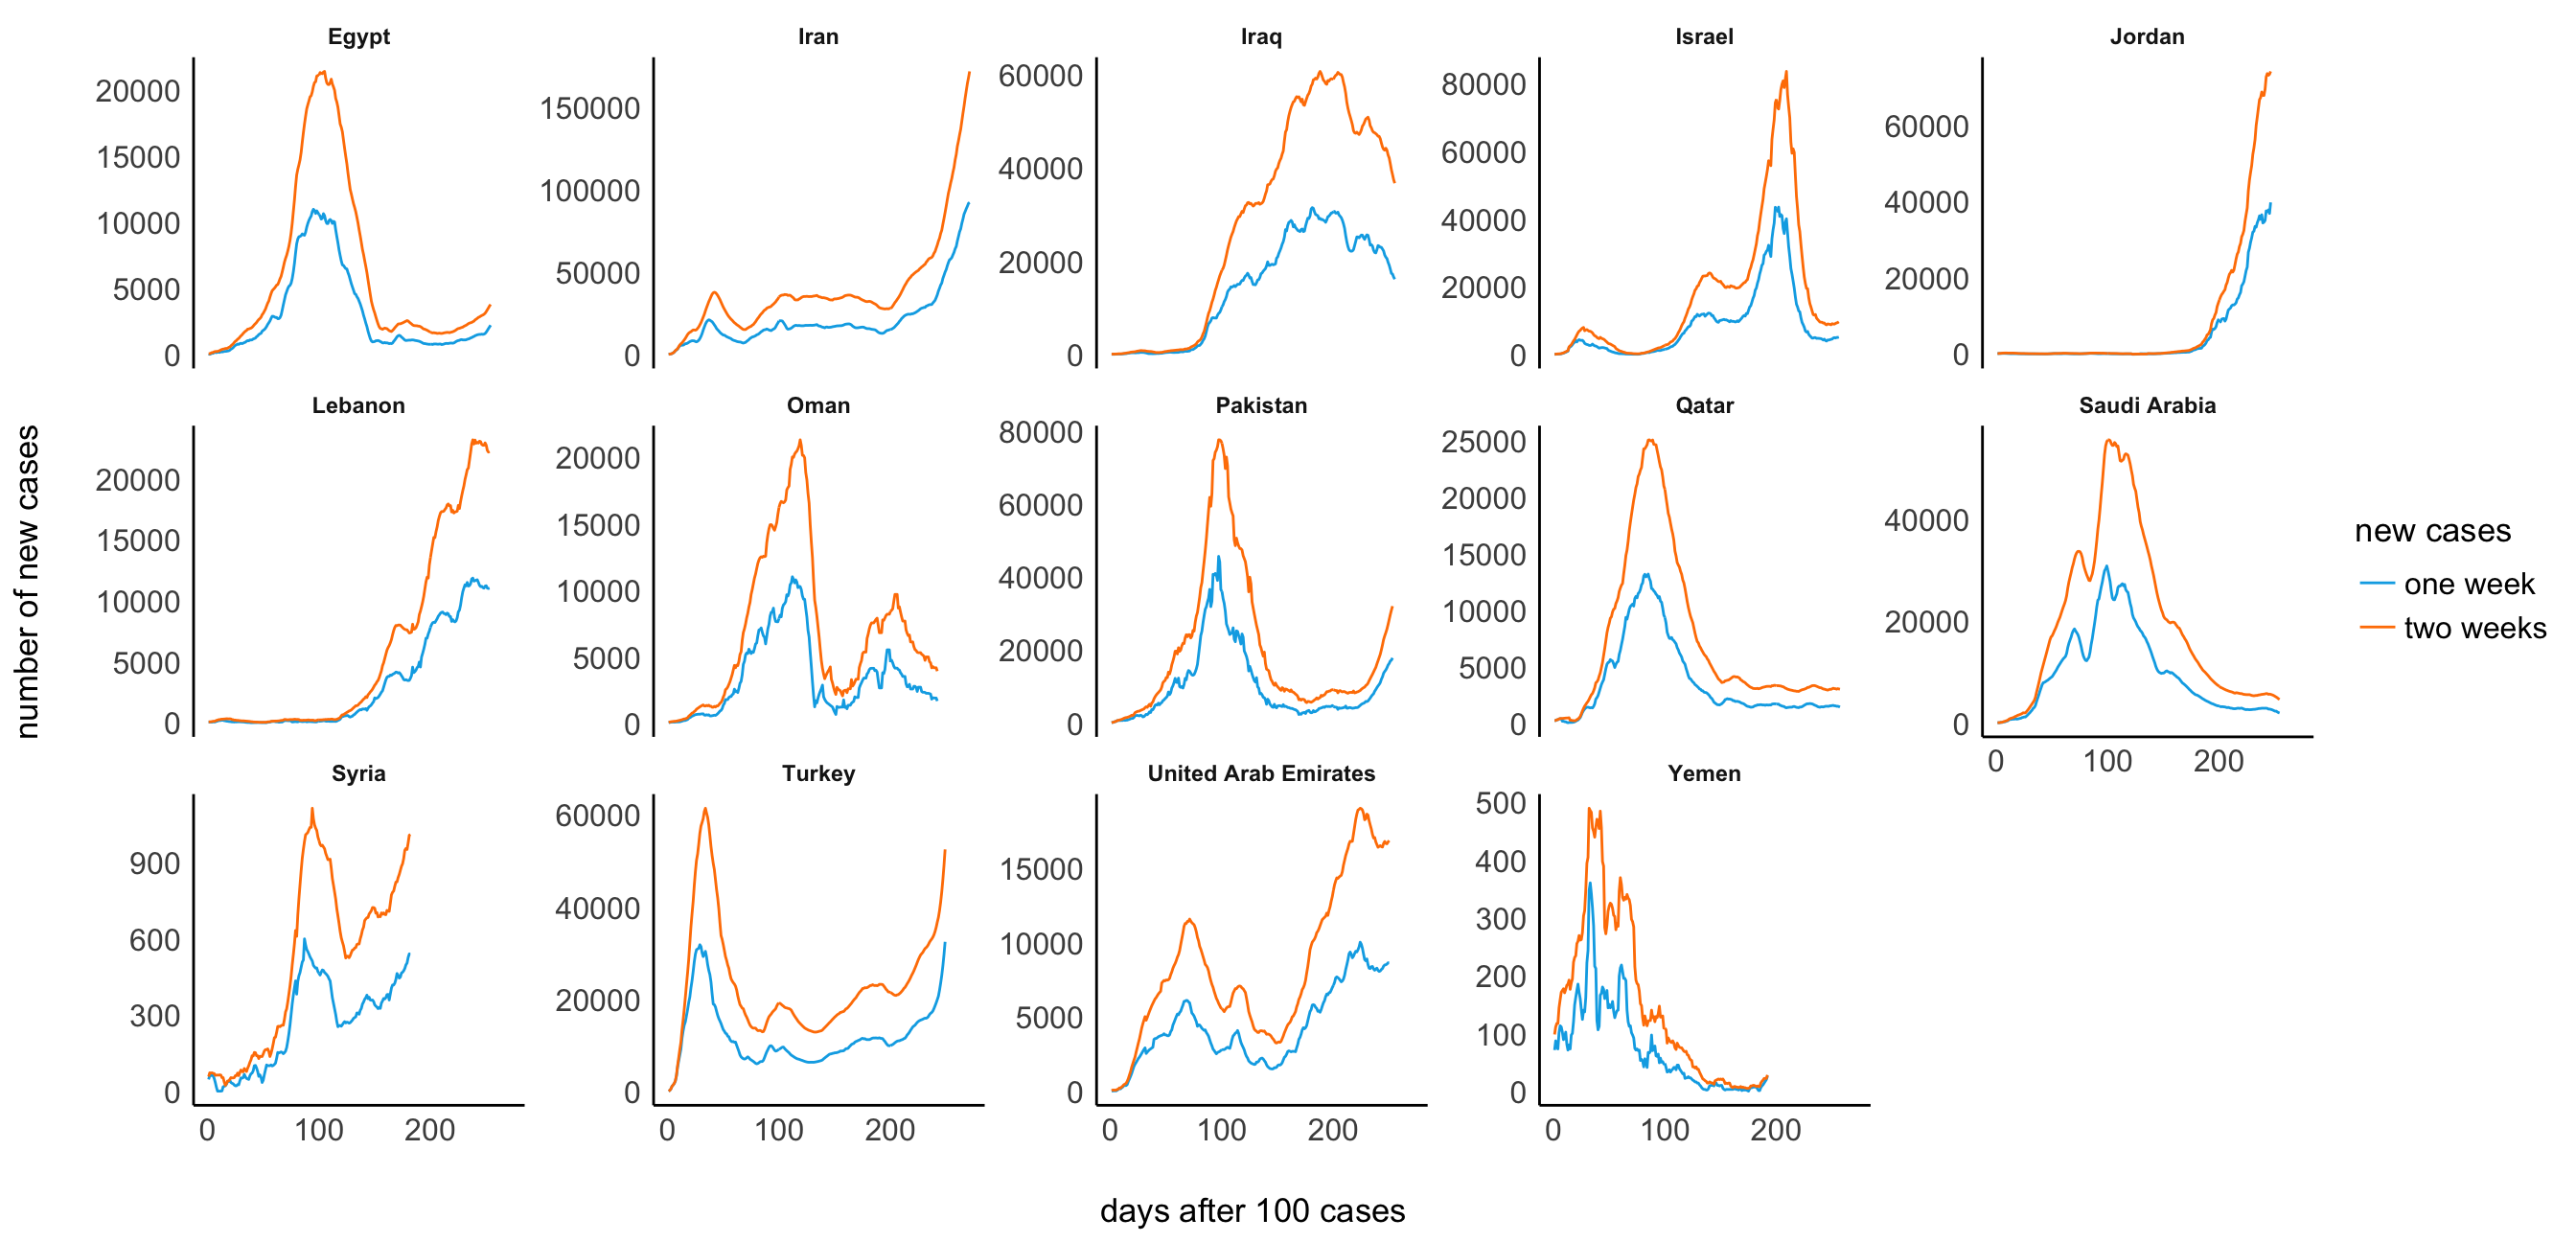 Egypt
Iran
Iraq
Israel
Jordan
20000
15000
10000
5000
0
150000
100000
50000
0
60000
40000
20000
0
80000
60000
40000
20000
0
60000
40000
20000
0
Lebanon
Oman
Pakistan
Qatar
Saudi Arabia
20000
15000
10000
5000
0
20000
15000
10000
5000
0
80000
60000
40000
20000
0
25000
20000
15000
10000
5000
0
40000
20000
0
0 100 200
Syria
Turkey
United Arab Emirates
Yemen
900
600
300
0
60000
40000
20000
0
15000
10000
5000
0
500
400
300
200
100
0
0 100 200
0 100 200
0 100 200
0 100 200
number of new cases
days after 100 cases
new cases
one week
two weeks